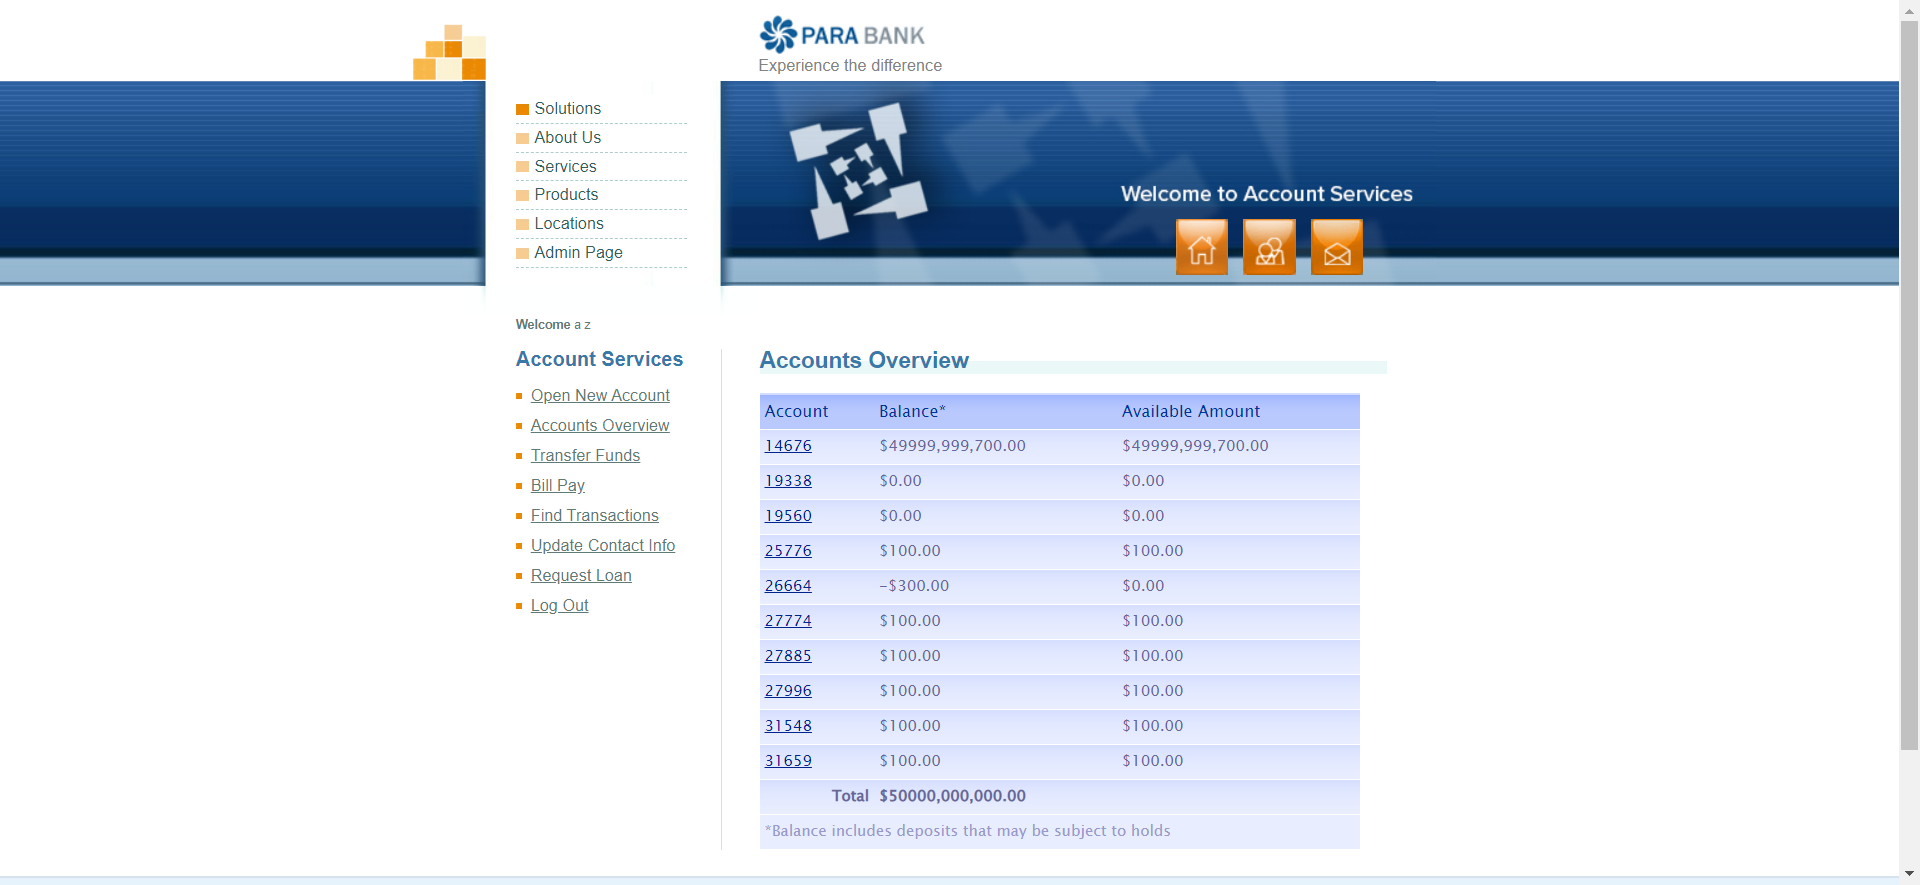 PARA BANK
Experience the difference
Solutions
About Us
Services
Products
Locations
Admin Page
Welcome to Account Services
Welcome a z
Account Services
Open New Account
Accounts Overview
Transfer Funds
Bill Pay
Find Transactions
Update Contact Info
Request Loan
Log Out
Accounts Overview
Account Balance* Available Amount
14676 $49999,999,700.00 $49999,999,700.00
19338 $0.00 $0.00
19560 $0.00 $0.00
25776 $100.00 $100.00
26664 -$300.00 $0.00
27774 $100.00 $100.00
27885 $100.00 $100.00
27996 $100.00 $100.00
31548 $100.00 $100.00
31659 $100.00 $100.00
Total $50000,000,000.00
*Balance includes deposits that may be subject to holds